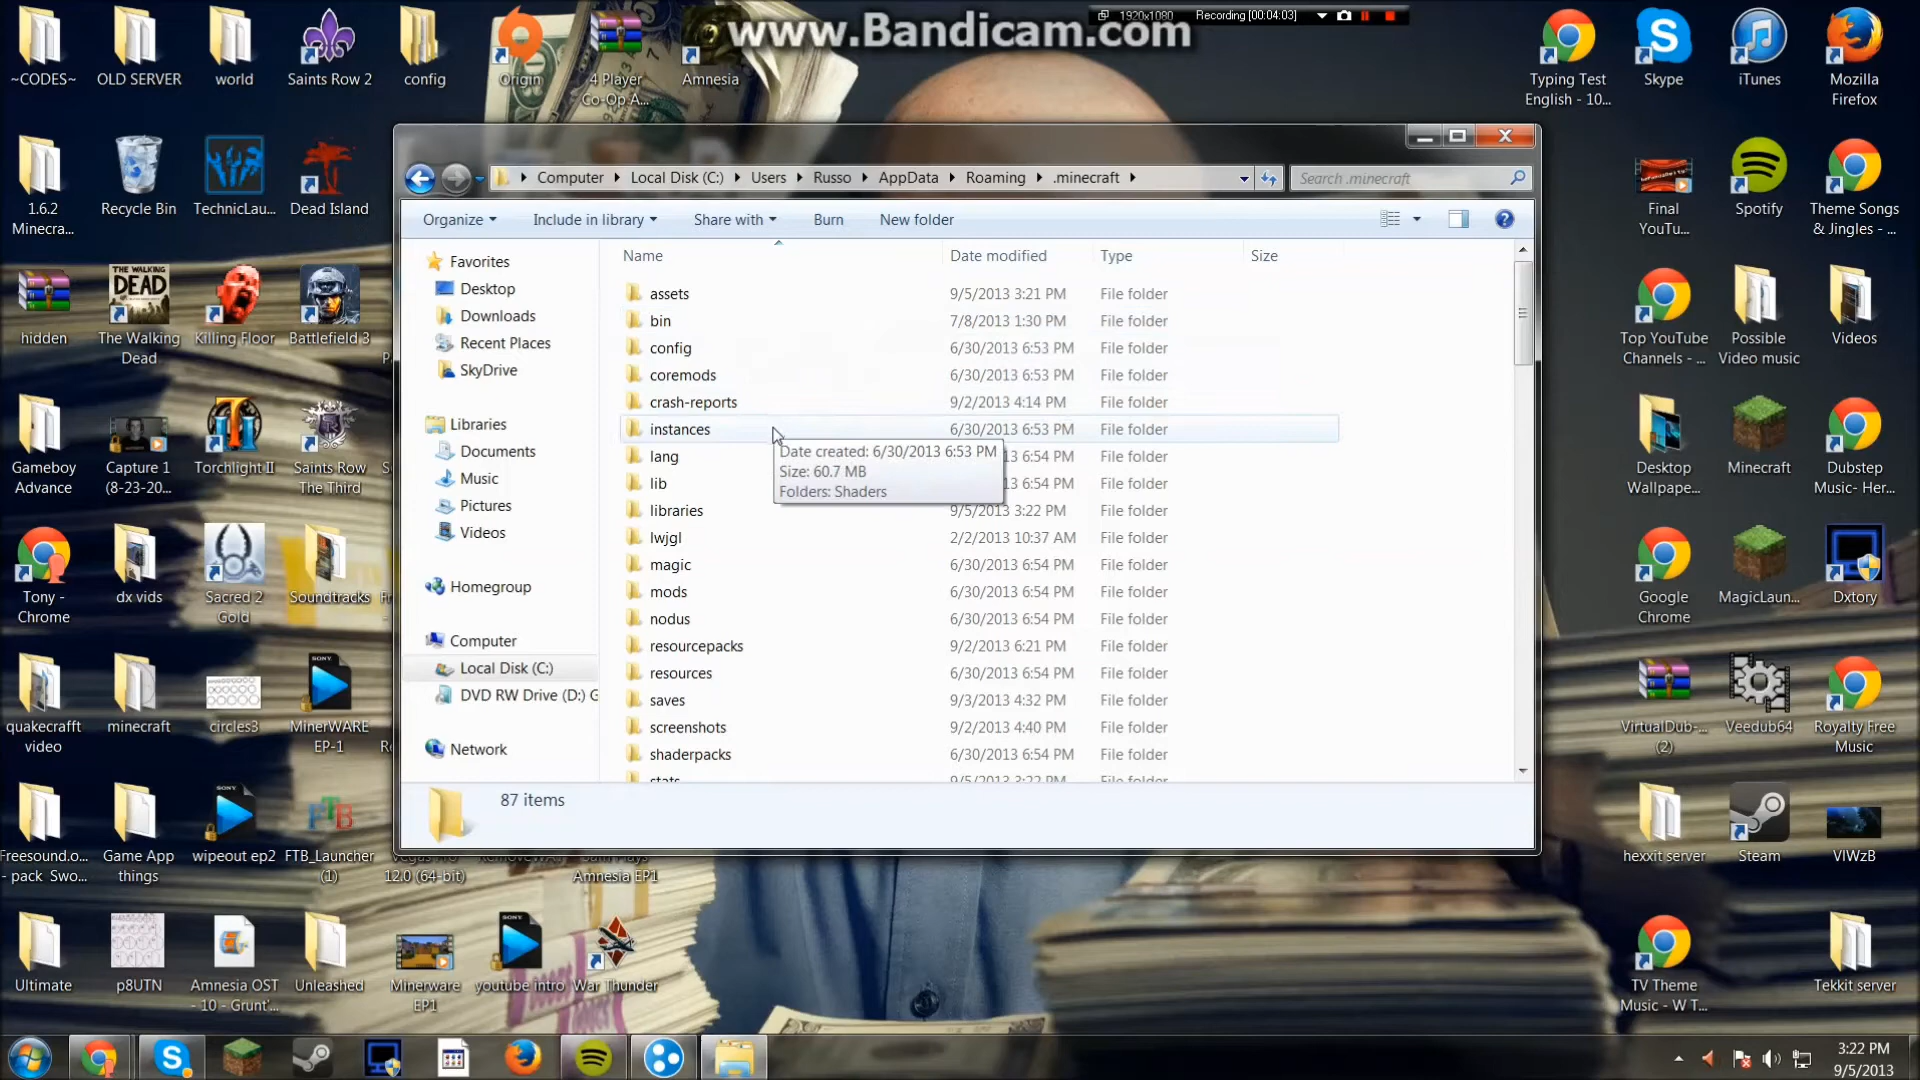 www.Bandicam.com
1920x1080 Recording [00:04:03]
~CODES~
OLD SERVER
world
Saints Row 2
config
Origin
4 Player
Co-Op A...
Amnesia
Typing Test
English - 10...
Skype
iTunes
Mozilla
Firefox
1.6.2
Minecra...
Recycle Bin
TechnicLau...
Dead Island
Final
YouTu...
Spotify
Theme Songs
& Jingles - ...
hidden
THE WALKING
DEAD
The Walking
Dead
Killing Floor
Battlefield 3
Top YouTube
Channels - ...
Possible
Video music
Videos
Gameboy
Advance
Capture 1
(8-23-20...
Torchlight II
Saints Row
The Third
Desktop
Wallpape...
Minecraft
Dubstep
Music- Her...
Tony -
Chrome
dx vids
Sacred 2
Gold
Soundtracks
Google
Chrome
MagicLaun...
Dxtory
quakecrafft
video
minecraft
circles3
SONY
MinerWARE
EP-1
VirtualDub-...
(2)
Veedub64
Royalty Free
Music
Freesound.o...
- pack Swo...
Game App
things
SONY
wipeout ep2
FTB
FTB_Launcher
(1)
12.0 (64-bit)
Amnesia EP1
hexxit server
Steam
VIWzB
Ultimate
p8UTN
Amnesia OST
- 10 - Grunt'...
Unleashed
Minerware
EP1
SONY
youtube intro
War Thunder
TV Theme
Music - W T...
Tekkit server
Computer Local Disk (C:) Users Russo AppData Roaming .minecraft
Search .minecraft
Organize Include in library Share with Burn New folder
Favorites
Desktop
Downloads
Recent Places
SkyDrive
Libraries
Documents
Music
Pictures
Videos
Homegroup
Computer
Local Disk (C:)
DVD RW Drive (D:) G
Network
Name Date modified Type Size
assets 9/5/2013 3:21 PM File folder
bin 7/8/2013 1:30 PM File folder
config 6/30/2013 6:53 PM File folder
coremods 6/30/2013 6:53 PM File folder
crash-reports 9/2/2013 4:14 PM File folder
instances 6/30/2013 6:53 PM File folder
lang 3 6:54 PM File folder
lib 3 6:54 PM File folder
libraries 9/5/2013 3:22 PM File folder
lwjgl 2/2/2013 10:37 AM File folder
magic 6/30/2013 6:54 PM File folder
mods 6/30/2013 6:54 PM File folder
nodus 6/30/2013 6:54 PM File folder
resourcepacks 9/2/2013 6:21 PM File folder
resources 6/30/2013 6:54 PM File folder
saves 9/3/2013 4:32 PM File folder
screenshots 9/2/2013 4:40 PM File folder
shaderpacks 6/30/2013 6:54 PM File folder
stats 9/5/2013 3:22 PM File folder
Date created: 6/30/2013 6:53 PM
Size: 60.7 MB
Folders: Shaders
87 items
3:22 PM
9/5/2013